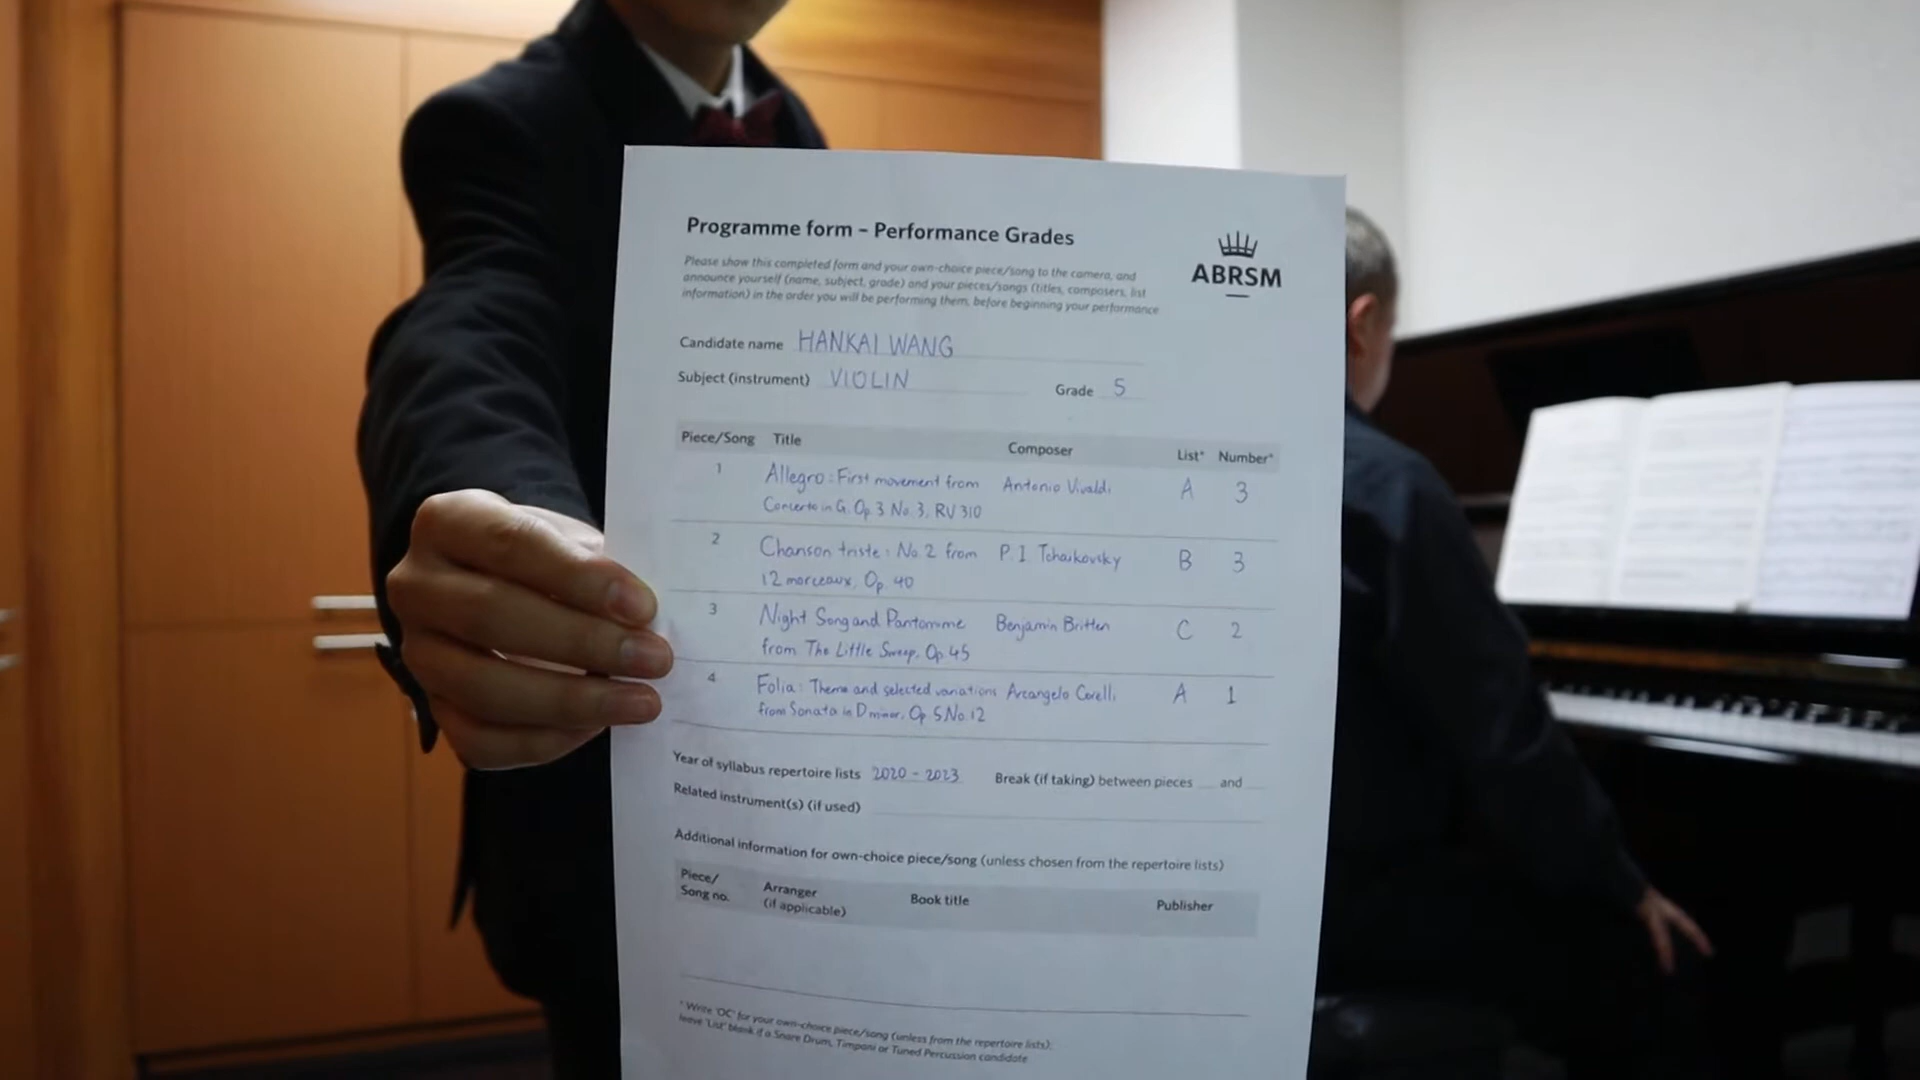 Programme form – Performance Grades
ABRSM
Please show this completed form and your own-choice piece/song to the camera, and
announce yourself (name, subject, grade) and your pieces/songs (titles, composers, list
information) in the order you will be performing them, before beginning your performance
Candidate name HANKAI WANG
Subject (instrument) VIOLIN Grade 5
Piece/Song Title Composer List* Number*
1 Allegro: First movement from Antonio Vivaldi A 3
Concerto in G. Op. 3 No. 3, RV 310
2 Chanson triste: No. 2 from P. I. Tchaikovsky B 3
12 morceaux, Op. 40
3 Night Song and Pantomime Benjamin Britten C 2
from The Little Sweep, Op. 45
4 Folia: Theme and selected variations Arcangelo Corelli A 1
from Sonata in D minor, Op 5 No. 12
Year of syllabus repertoire lists 2020 - 2023 Break (if taking) between pieces and
Related instrument(s) (if used)
Additional information for own-choice piece/song (unless chosen from the repertoire lists)
Piece/ Arranger Book title Publisher
Song no. (if applicable)
* Write 'OC' for your own-choice piece/song (unless from the repertoire lists);
leave 'List' blank if a Snare Drum, Timpani or Tuned Percussion candidate